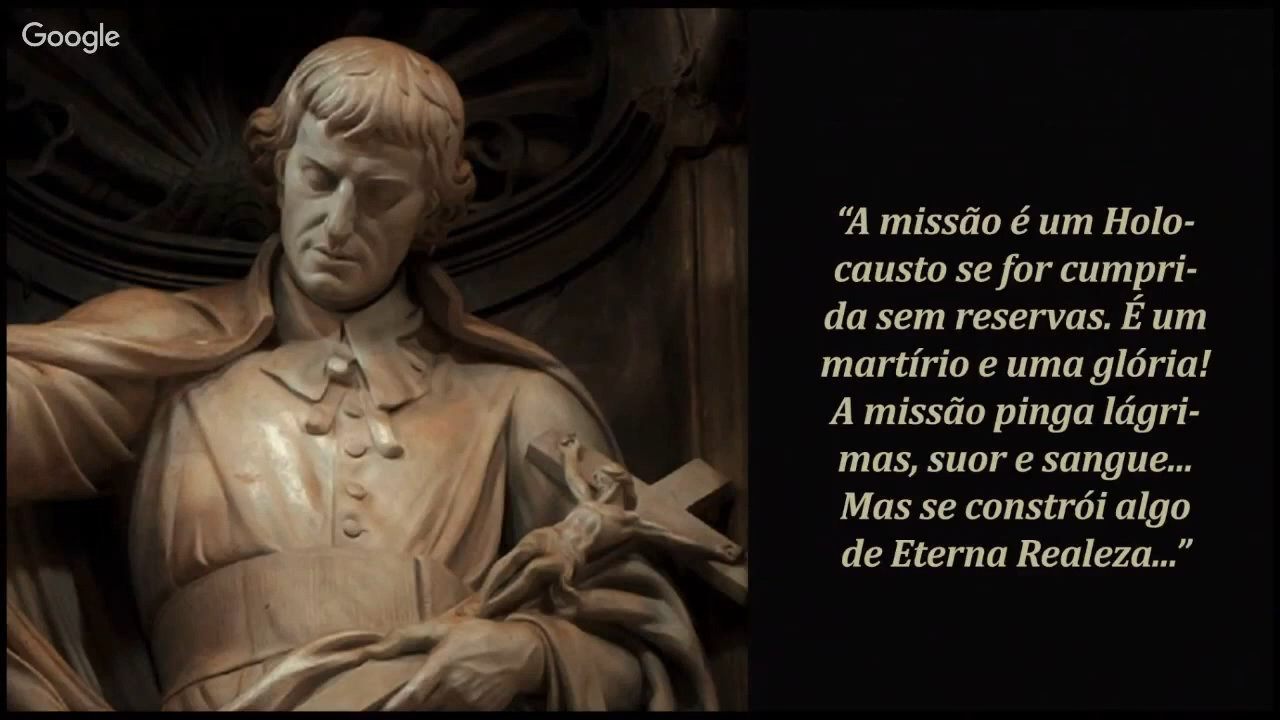 Google
“A missão é um Holo-
causto se for cumpri-
da sem reservas. É um
martírio e uma glória!
A missão pinga lágri-
mas, suor e sangue...
Mas se constrói algo
de Eterna Realeza...”